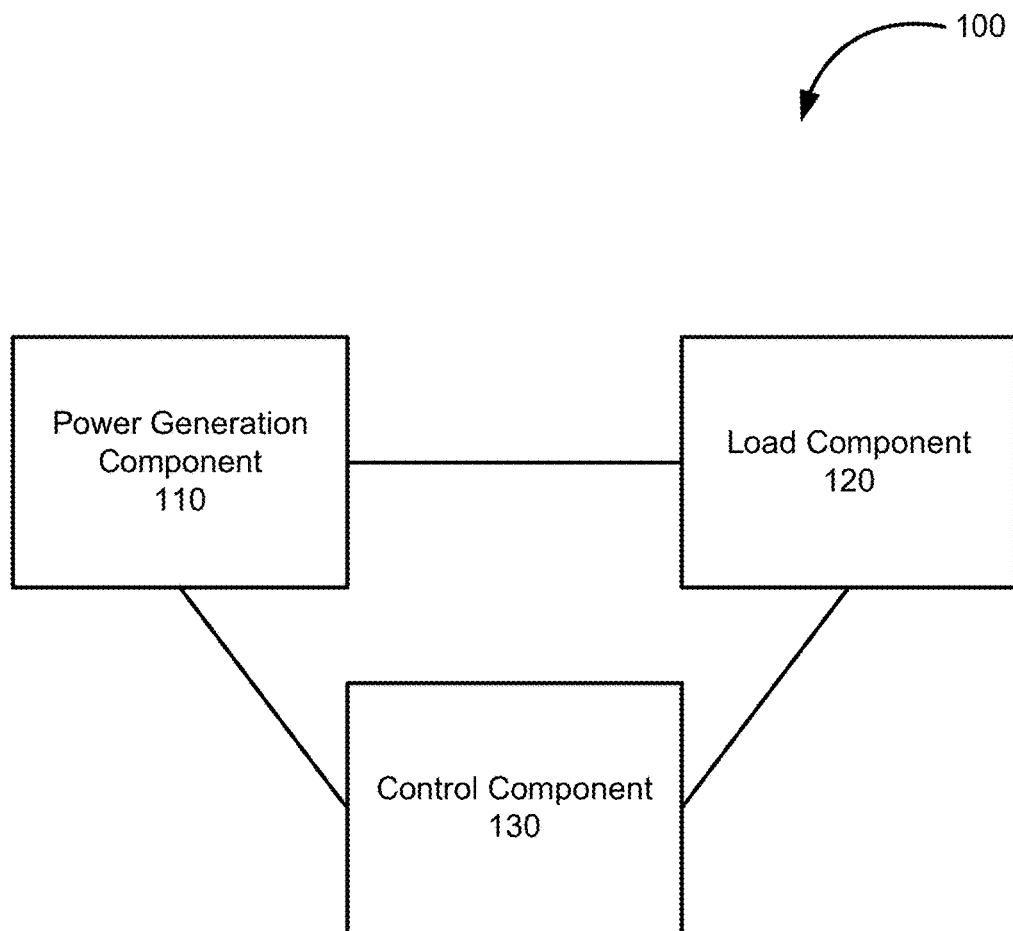 100
Power Generation
Component
110
Load Component
120
Control Component
130